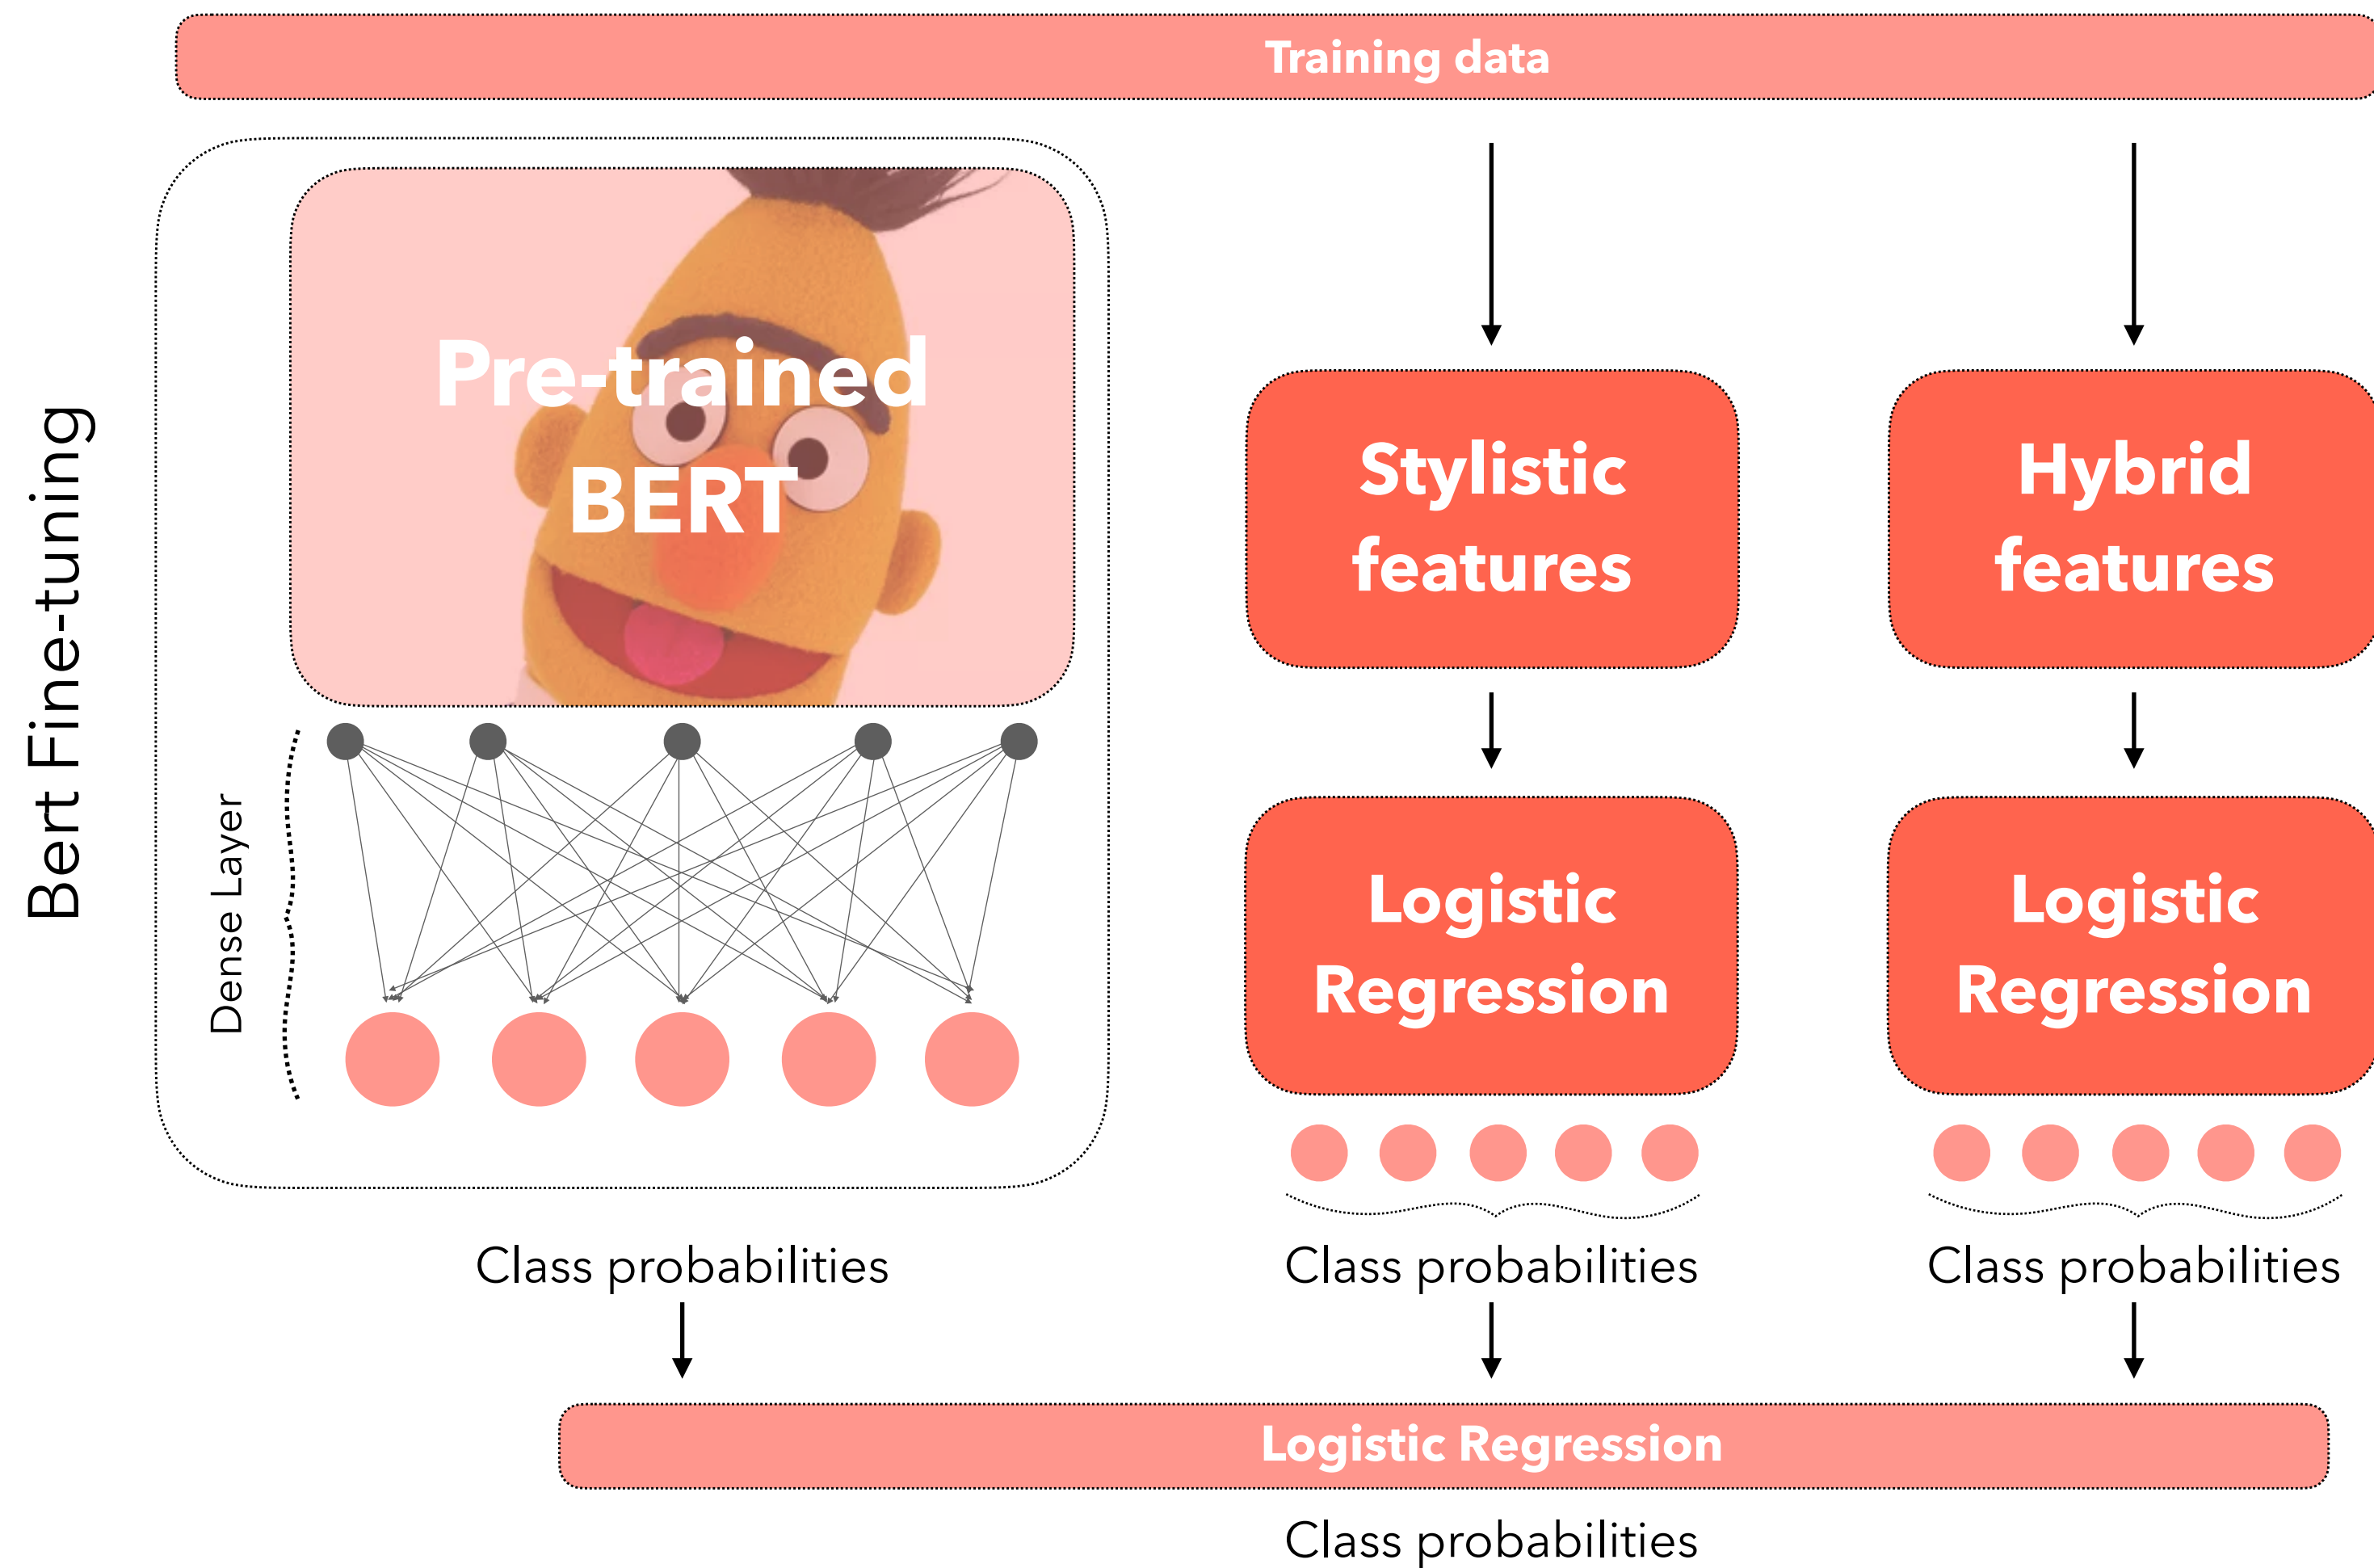 Training data
Bert Fine-tuning
Pre-trained
BERT
Dense Layer
Stylistic
features
Hybrid
features
Logistic
Regression
Logistic
Regression
Class probabilities
Class probabilities
Class probabilities
Logistic Regression
Class probabilities